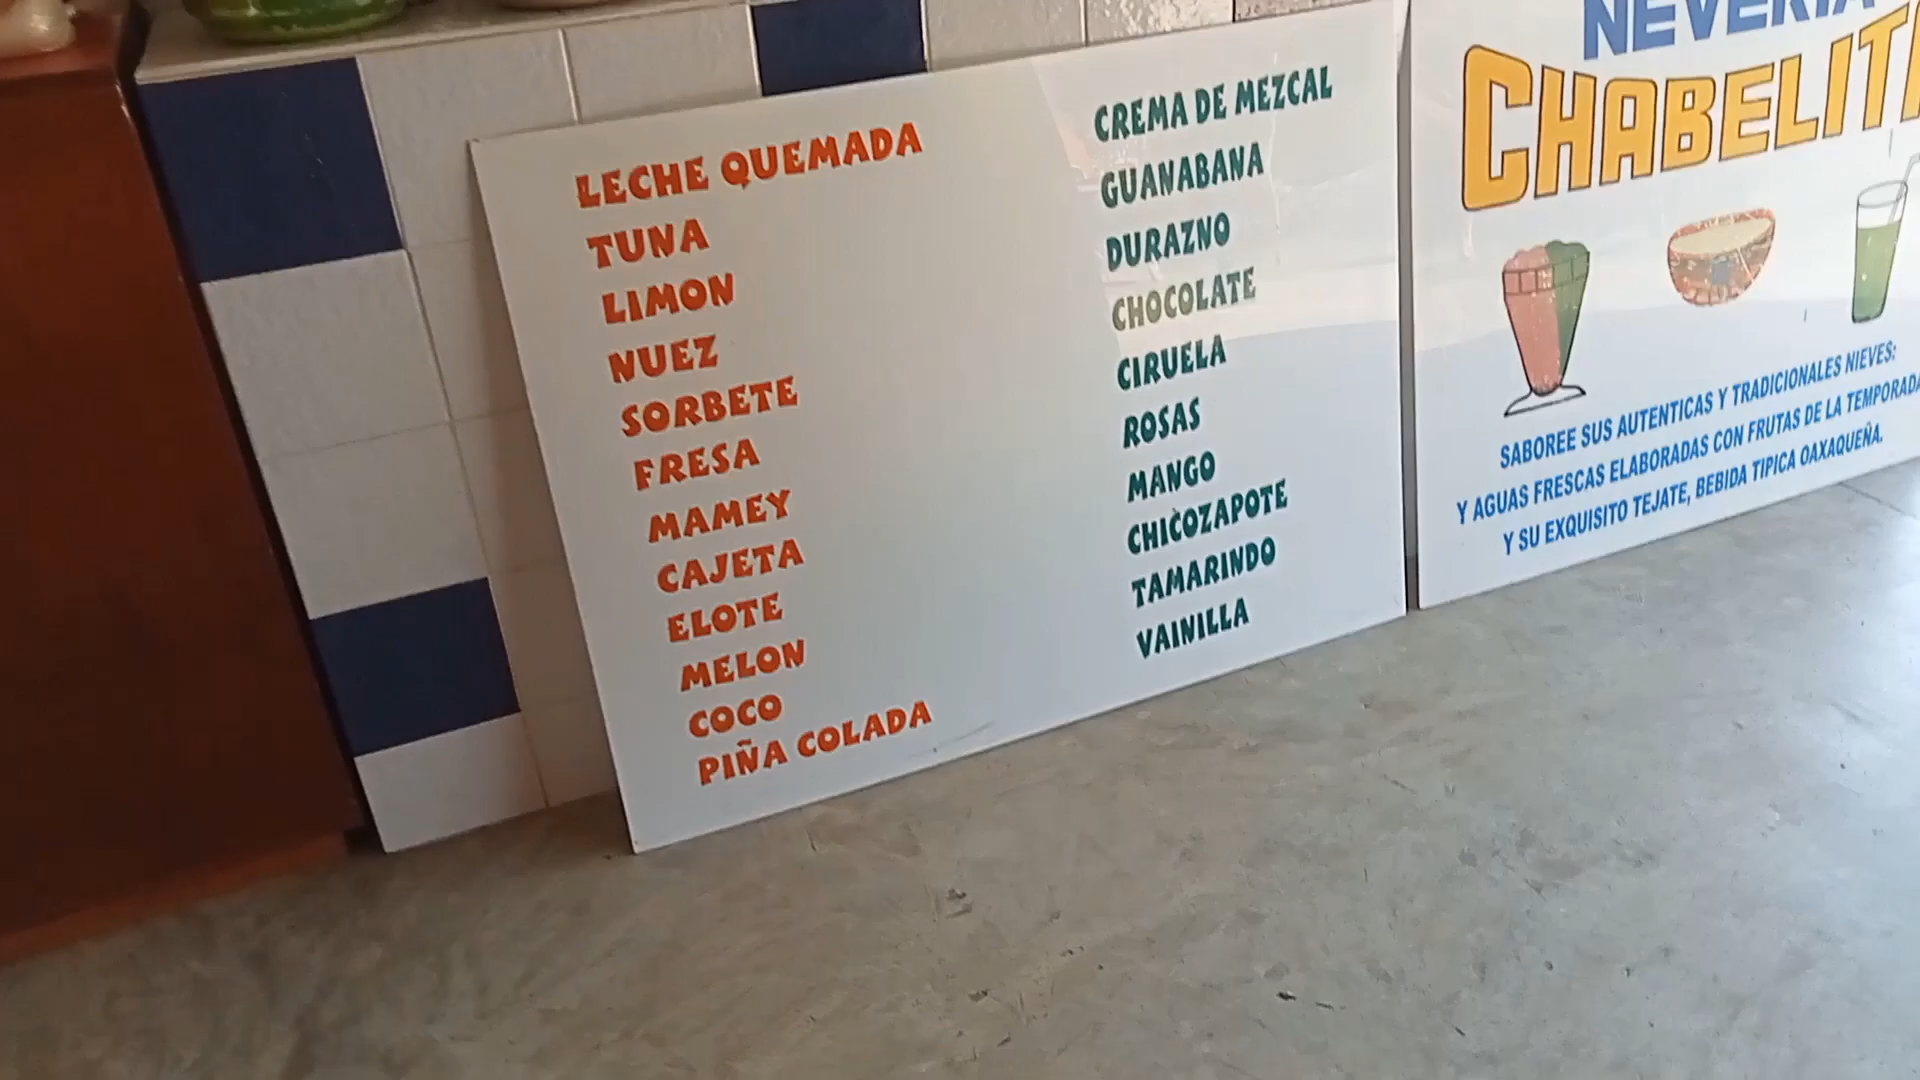 LECHE QUEMADA
TUNA
LIMON
NUEZ
SORBETE
FRESA
MAMEY
CAJETA
ELOTE
MELON
COCO
PIÑA COLADA
CREMA DE MEZCAL
GUANABANA
DURAZNO
CHOCOLATE
CIRUELA
ROSAS
MANGO
CHICOZAPOTE
TAMARINDO
VAINILLA
SABOREE SUS AUTENTICAS Y TRADICIONALES NIEVES:
Y AGUAS FRESCAS ELABORADAS CON FRUTAS DE LA TEMPORADA
Y SU EXQUISITO TEJATE, BEBIDA TIPICA OAXAQUEÑA.